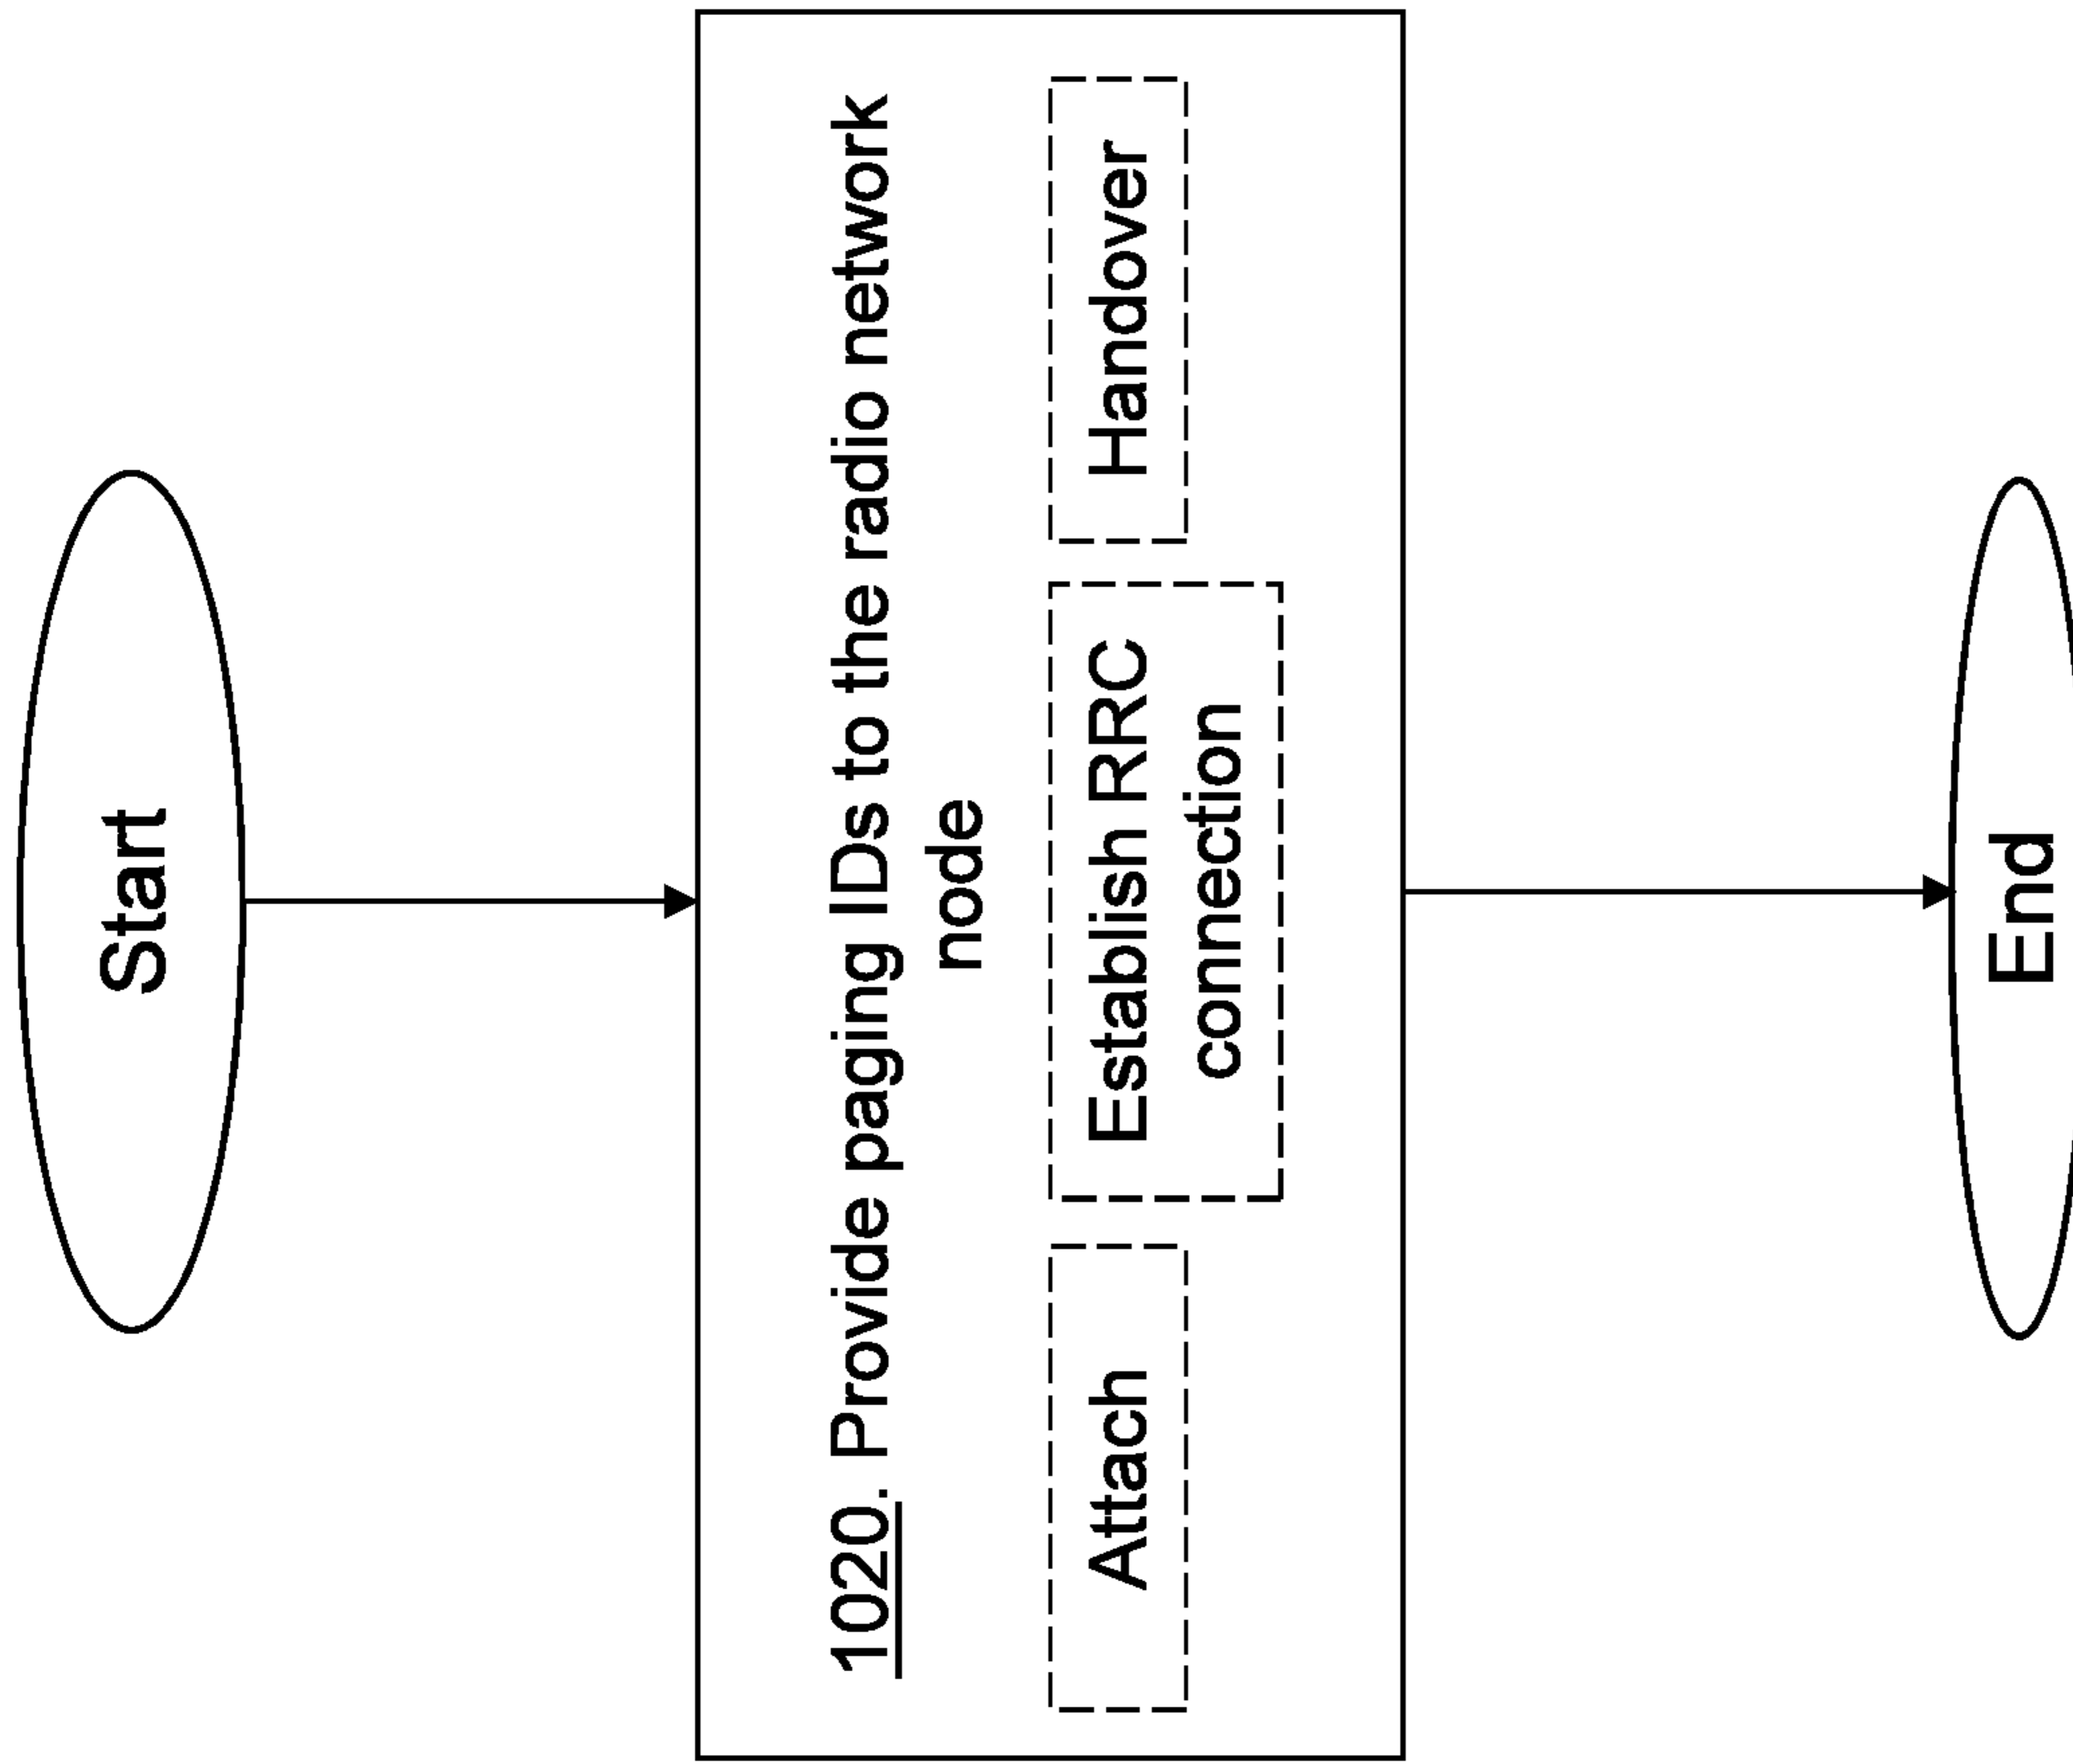 Start
1020. Provide paging IDs to the radio network
node
Attach
Establish RRC
connection
Handover
End